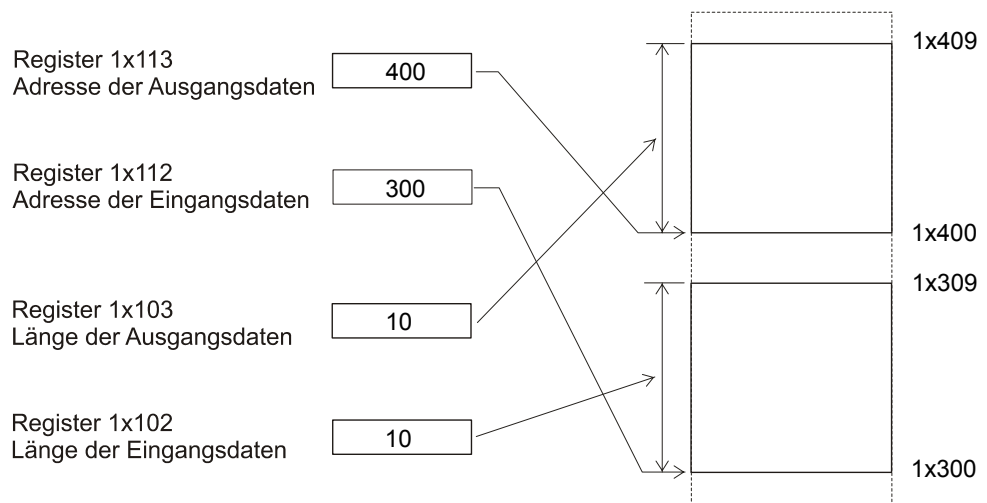 Register 1x113
Adresse der Ausgangsdaten
400
Register 1x112
Adresse der Eingangsdaten
300
Register 1x103
Länge der Ausgangsdaten
10
Register 1x102
Länge der Eingangsdaten
10
1x409
1x400
1x309
1x300